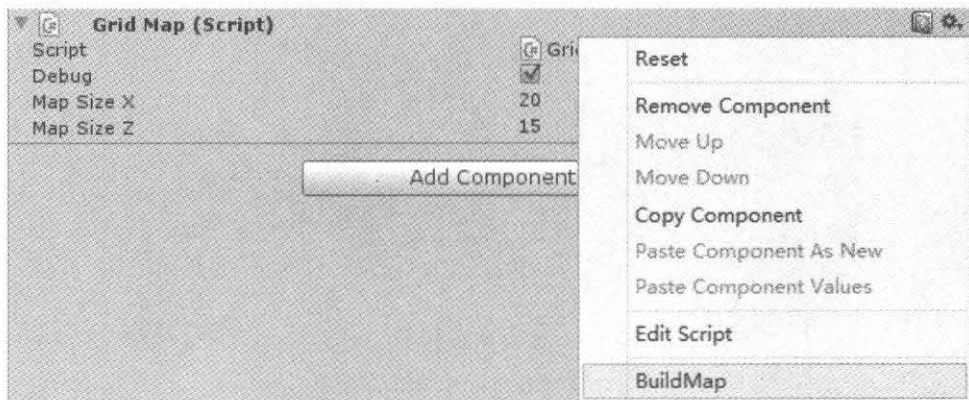 Grid Map (Script)
Script
Gri
Debug
Map Size X
20
Map Size Z
15
Add Component
Reset
Remove Component
Move Up
Move Down
Copy Component
Paste Component As New
Paste Component Values
Edit Script
BuildMap